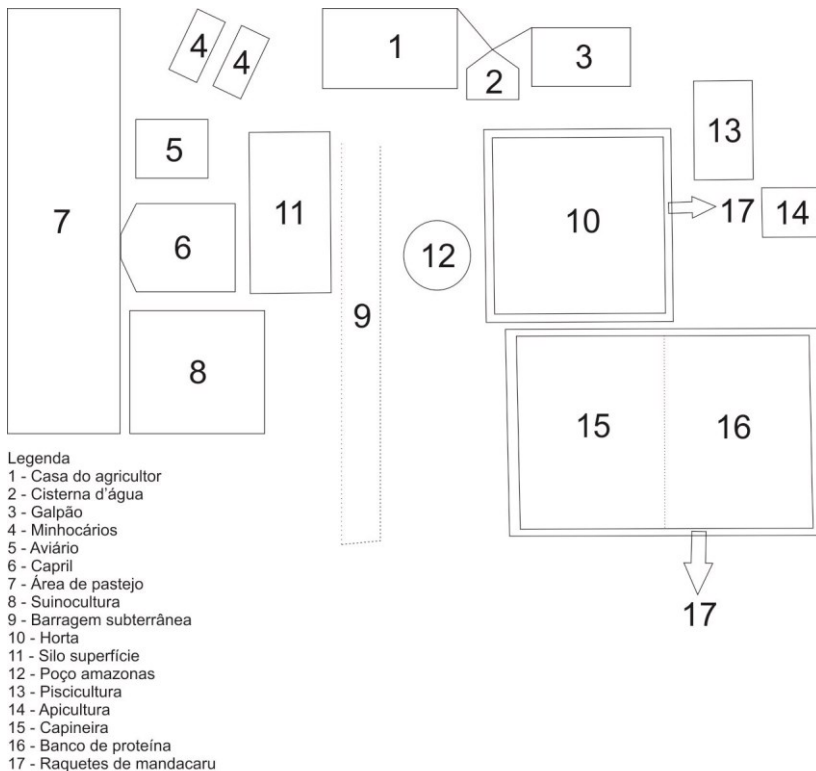 4
4
1
2
3
13
5
7
6
11
12
10
17
14
9
8
15
16
17
Legenda
1 - Casa do agricultor
2 - Cisterna d'água
3 - Galpão
4 - Minhocários
5 - Aviário
6 - Capril
7 - Área de pastejo
8 - Suinocultura
9 - Barragem subterrânea
10 - Horta
11 - Silo superfície
12 - Poço amazonas
13 - Piscicultura
14 - Apicultura
15 - Capineira
16 - Banco de proteína
17 - Raquetes de mandacaru